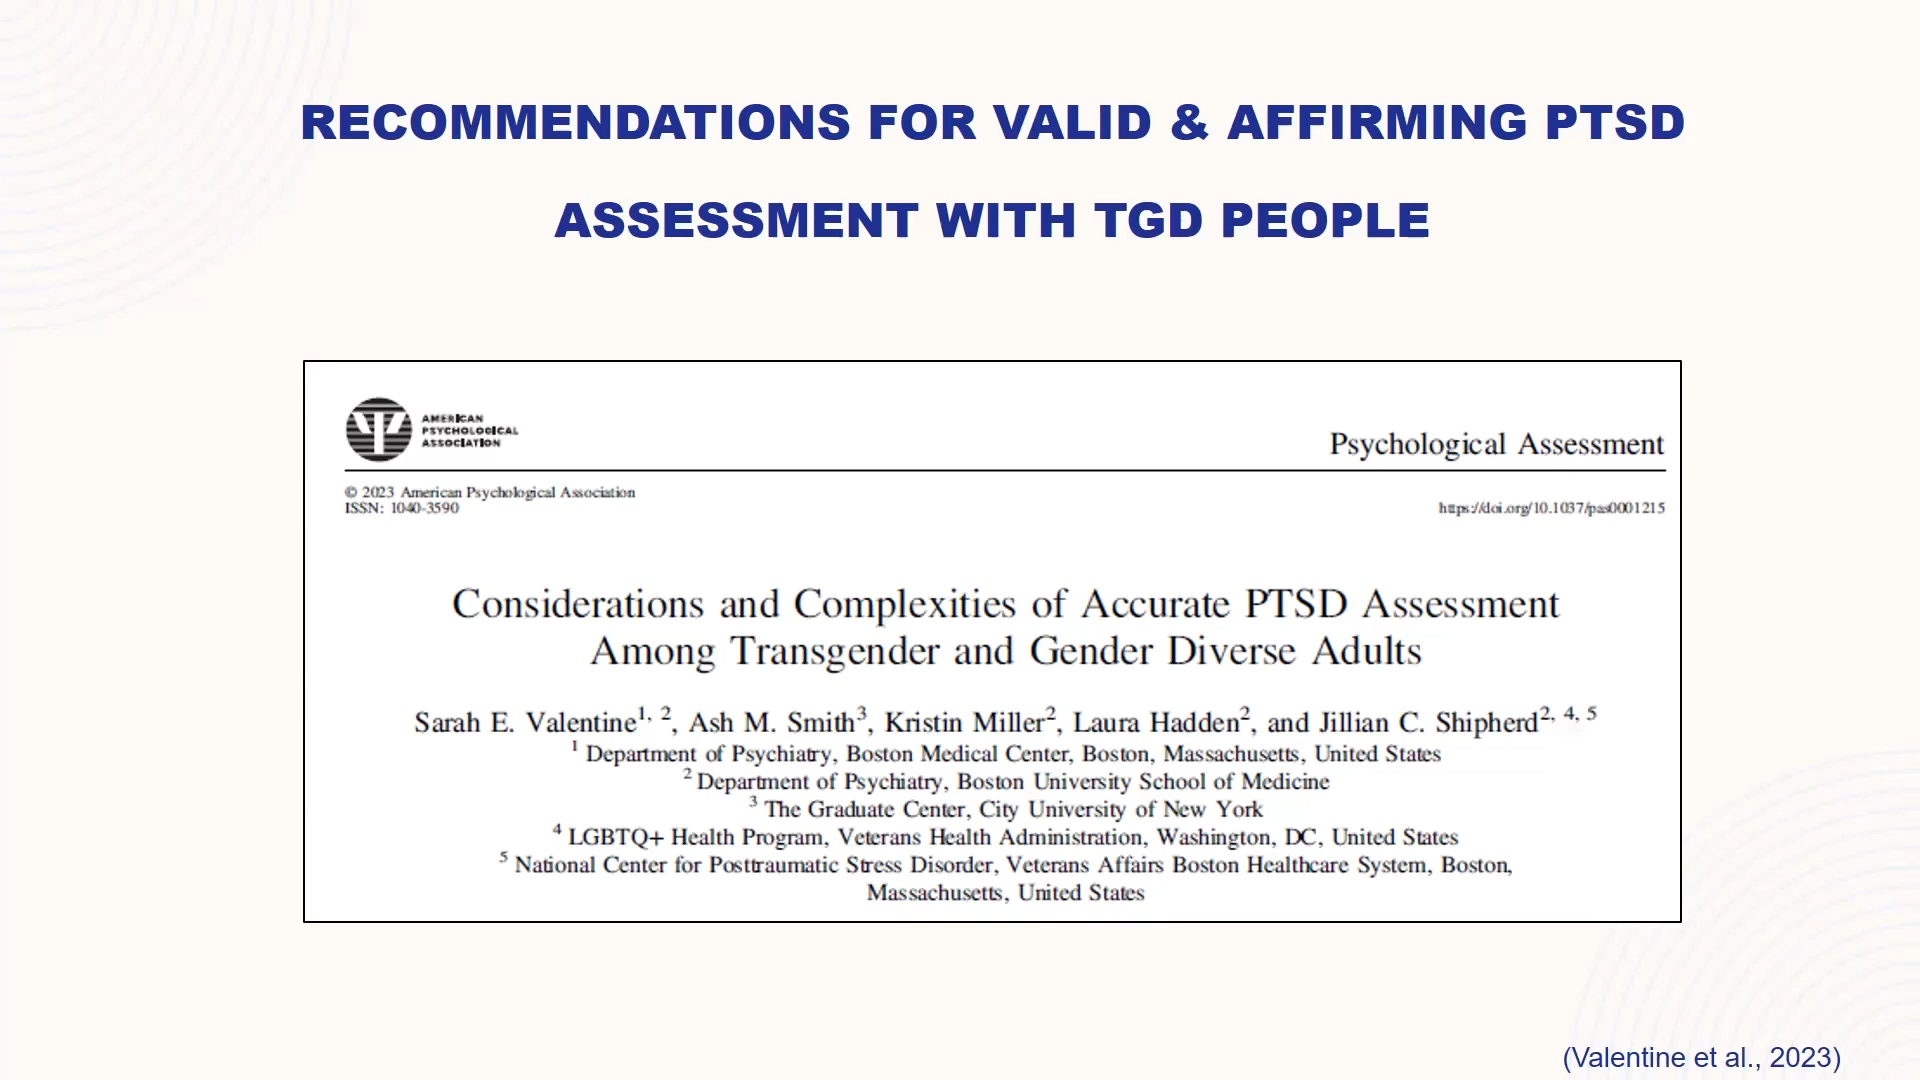 RECOMMENDATIONS FOR VALID & AFFIRMING PTSD
ASSESSMENT WITH TGD PEOPLE
AMERICAN
PSYCHOLOGICAL
ASSOCIATION
Psychological Assessment
© 2023 American Psychological Association
ISSN: 1040-3590
https://doi.org/10.1037/pas0001215
Considerations and Complexities of Accurate PTSD Assessment
Among Transgender and Gender Diverse Adults
Sarah E. Valentine1, 2, Ash M. Smith3, Kristin Miller2, Laura Hadden2, and Jillian C. Shipherd2, 4, 5
1 Department of Psychiatry, Boston Medical Center, Boston, Massachusetts, United States
2 Department of Psychiatry, Boston University School of Medicine
3 The Graduate Center, City University of New York
4 LGBTQ+ Health Program, Veterans Health Administration, Washington, DC, United States
5 National Center for Posttraumatic Stress Disorder, Veterans Affairs Boston Healthcare System, Boston,
Massachusetts, United States
(Valentine et al., 2023)